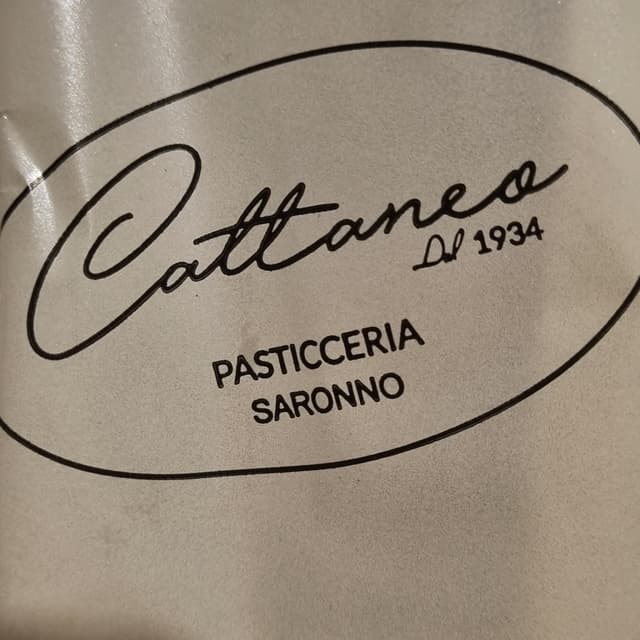 Cattaneo
Dal 1934
PASTICCERIA
SARONNO